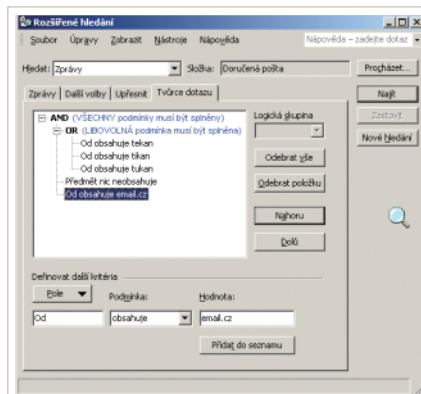 Rozšířené hledání
Soubor Úpravy Zobrazit Nástroje Nápověda Nápověda – zadejte dotaz
Hledat: Zprávy Složka: Doručená pošta Procházet...
Zprávy Další volby Upřesnit Tvůrce dotazu Najít
AND (VŠECHNY podmínky musí být splněny) Logická skupina Zastavit
OR (LIBOVOLNÁ podmínka musí být splněna) Nové hledání
Od obsahuje tekan
Od obsahuje tikan Odebrat vše
Od obsahuje tukan
Předmět nic neobsahuje Odebrat položku
Od obsahuje email.cz
Nahoru
Dolů
Definovat další kritéria
Pole Podmínka: Hodnota:
Od obsahuje email.cz
Přidat do seznamu